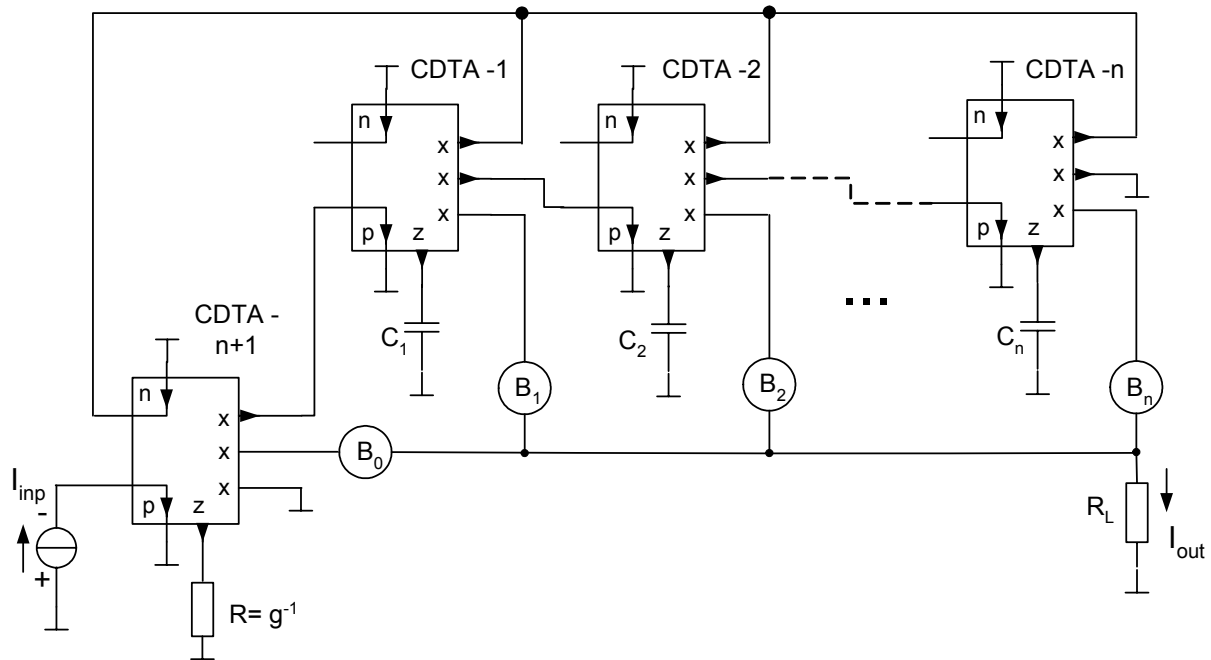 CDTA -1
CDTA -2
CDTA -n
n
x
x
x
p
z
n
x
x
x
p
z
n
x
x
x
p
z
C1
C2
...
Cn
CDTA -
n+1
B1
B2
Bn
n
x
x
x
p
z
B0
Iinp
-
+
R= g-1
RL
Iout